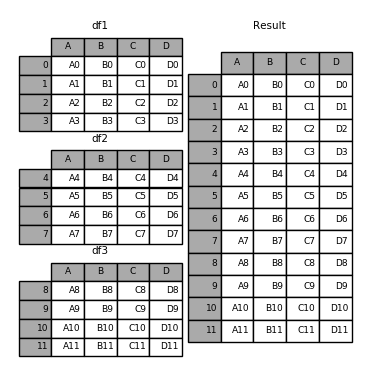 df1
A B C D
0 A0 B0 C0 D0
1 A1 B1 C1 D1
2 A2 B2 C2 D2
3 A3 B3 C3 D3
df2
A B C D
4 A4 B4 C4 D4
5 A5 B5 C5 D5
6 A6 B6 C6 D6
7 A7 B7 C7 D7
df3
A B C D
8 A8 B8 C8 D8
9 A9 B9 C9 D9
10 A10 B10 C10 D10
11 A11 B11 C11 D11
Result
A B C D
0 A0 B0 C0 D0
1 A1 B1 C1 D1
2 A2 B2 C2 D2
3 A3 B3 C3 D3
4 A4 B4 C4 D4
5 A5 B5 C5 D5
6 A6 B6 C6 D6
7 A7 B7 C7 D7
8 A8 B8 C8 D8
9 A9 B9 C9 D9
10 A10 B10 C10 D10
11 A11 B11 C11 D11